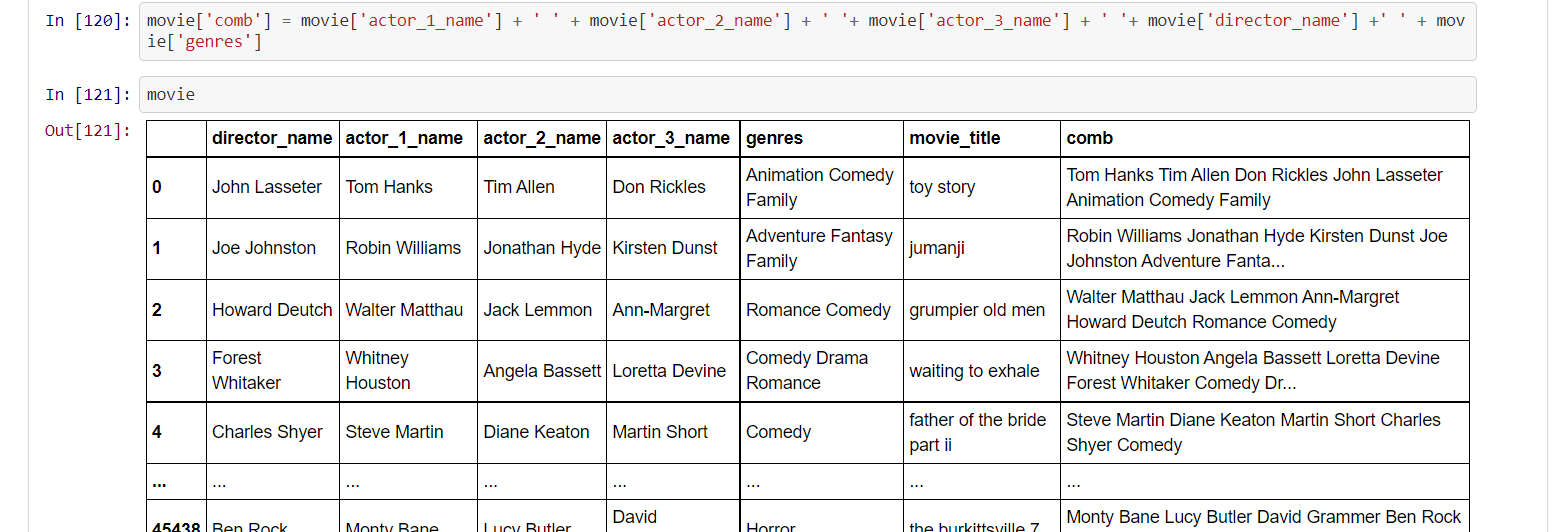 In [120]: movie['comb'] = movie['actor_1_name'] + ' ' + movie['actor_2_name'] + ' '+ movie['actor_3_name'] + ' '+ movie['director_name'] +' ' + mov
ie['genres']
In [121]: movie
Out[121]:
director_name actor_1_name actor_2_name actor_3_name genres movie_title comb
0 John Lasseter Tom Hanks Tim Allen Don Rickles Animation Comedy Family toy story Tom Hanks Tim Allen Don Rickles John Lasseter Animation Comedy Family
1 Joe Johnston Robin Williams Jonathan Hyde Kirsten Dunst Adventure Fantasy Family jumanji Robin Williams Jonathan Hyde Kirsten Dunst Joe Johnston Adventure Fanta...
2 Howard Deutch Walter Matthau Jack Lemmon Ann-Margret Romance Comedy grumpier old men Walter Matthau Jack Lemmon Ann-Margret Howard Deutch Romance Comedy
3 Forest Whitaker Whitney Houston Angela Bassett Loretta Devine Comedy Drama Romance waiting to exhale Whitney Houston Angela Bassett Loretta Devine Forest Whitaker Comedy Dr...
4 Charles Shyer Steve Martin Diane Keaton Martin Short Comedy father of the bride part ii Steve Martin Diane Keaton Martin Short Charles Shyer Comedy
... ... ... ... ... ... ... ...
45438 Ben Rock Monty Bane Lucy Butler David Horror the burkittsville 7 Monty Bane Lucy Butler David Grammer Ben Rock